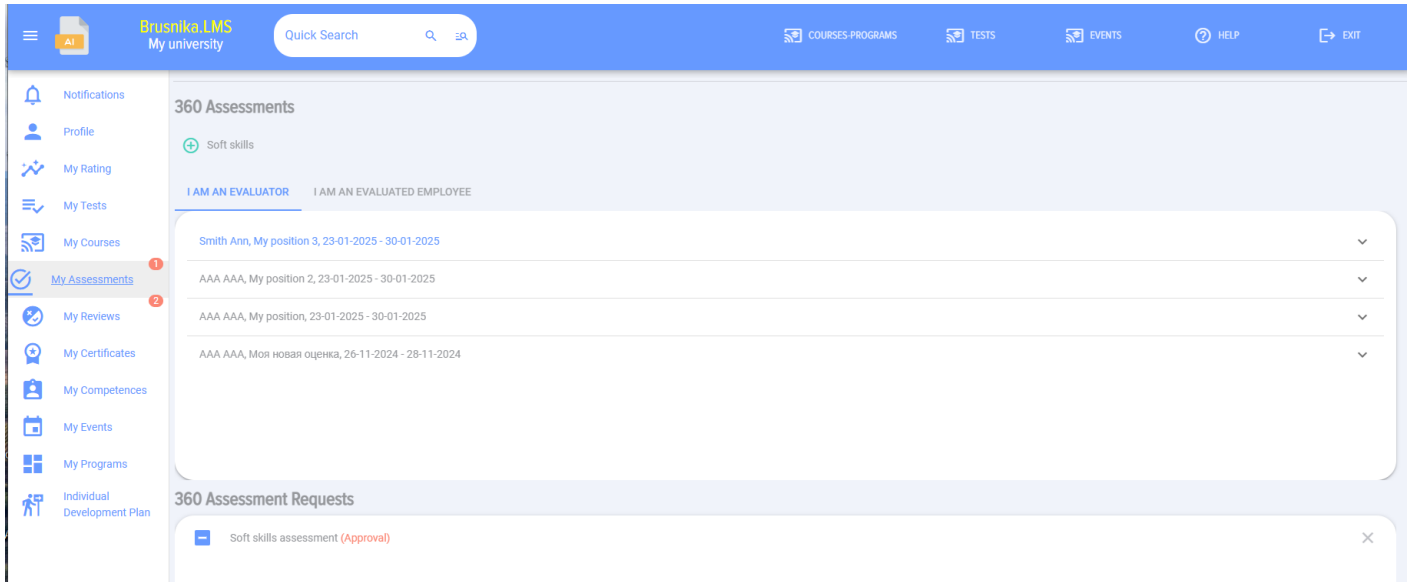 AI
Brusnika.LMS
My university
Quick Search
COURSES-PROGRAMS
TESTS
EVENTS
HELP
EXIT
Notifications
Profile
My Rating
My Tests
My Courses
My Assessments
1
My Reviews
2
My Certificates
My Competences
My Events
My Programs
Individual
Development Plan
360 Assessments
Soft skills
I AM AN EVALUATOR
I AM AN EVALUATED EMPLOYEE
Smith Ann, My position 3, 23-01-2025 - 30-01-2025
AAA AAA, My position 2, 23-01-2025 - 30-01-2025
AAA AAA, My position, 23-01-2025 - 30-01-2025
AAA AAA, Моя новая оценка, 26-11-2024 - 28-11-2024
360 Assessment Requests
Soft skills assessment (Approval)